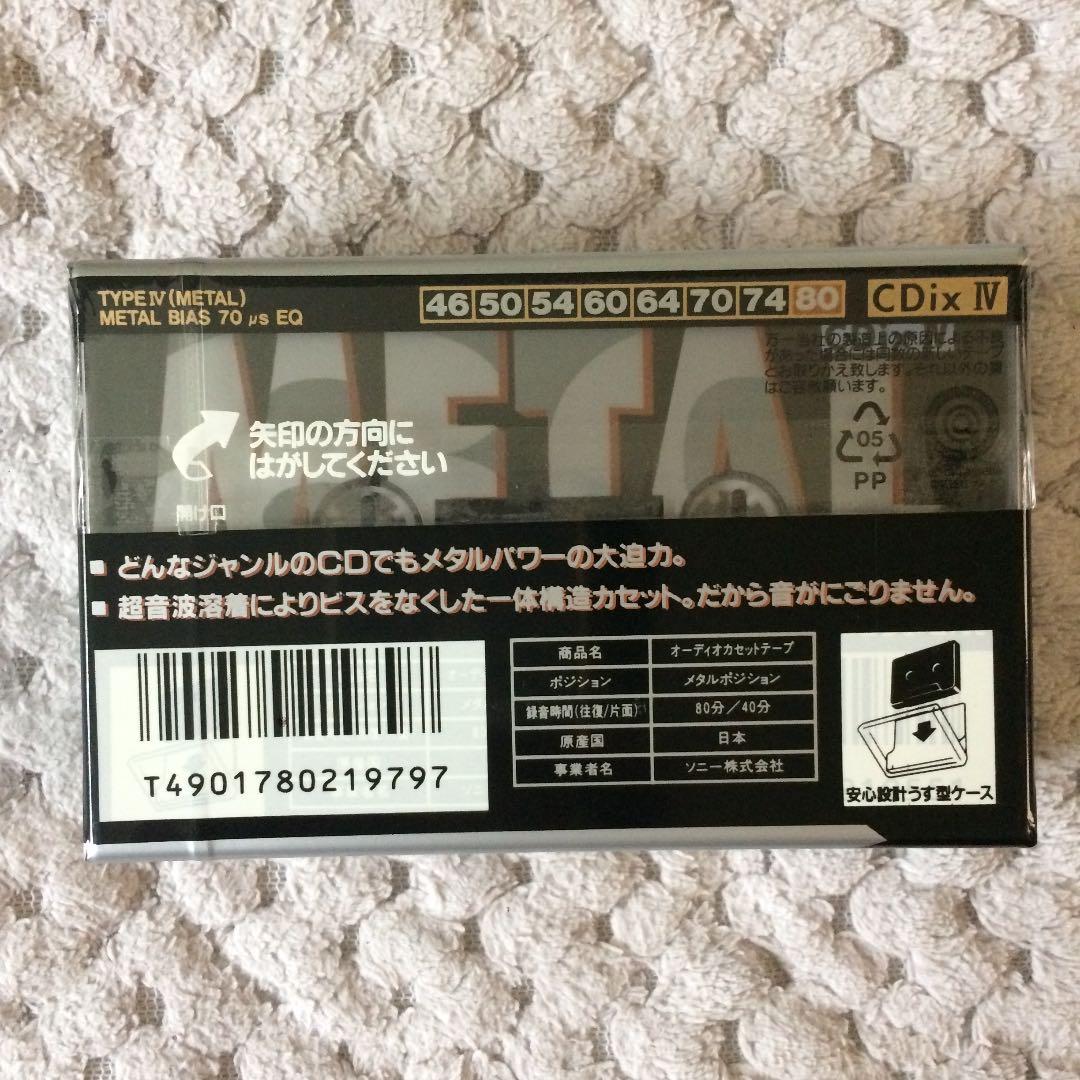 TYPE IV (METAL)
METAL BIAS 70 μs EQ
46 50 54 60 64 70 74 80
CDix IV
METAL
万一当社の製造上の原因による不良
があった場合には同数の新しいテープ
とお取りかえ致します。それ以外の責
はご容赦願います。
矢印の方向に
はがしてください
開け口
05
PP
■ どんなジャンルのCDでもメタルパワーの大迫力。
■ 超音波溶着によりビスをなくした一体構造カセット。だから音がにごりません。
T4901780219797
商品名 オーディオカセットテープ
ポジション メタルポジション
録音時間(往復/片面) 80分/40分
原産国 日本
事業者名 ソニー株式会社
安心設計うす型ケース